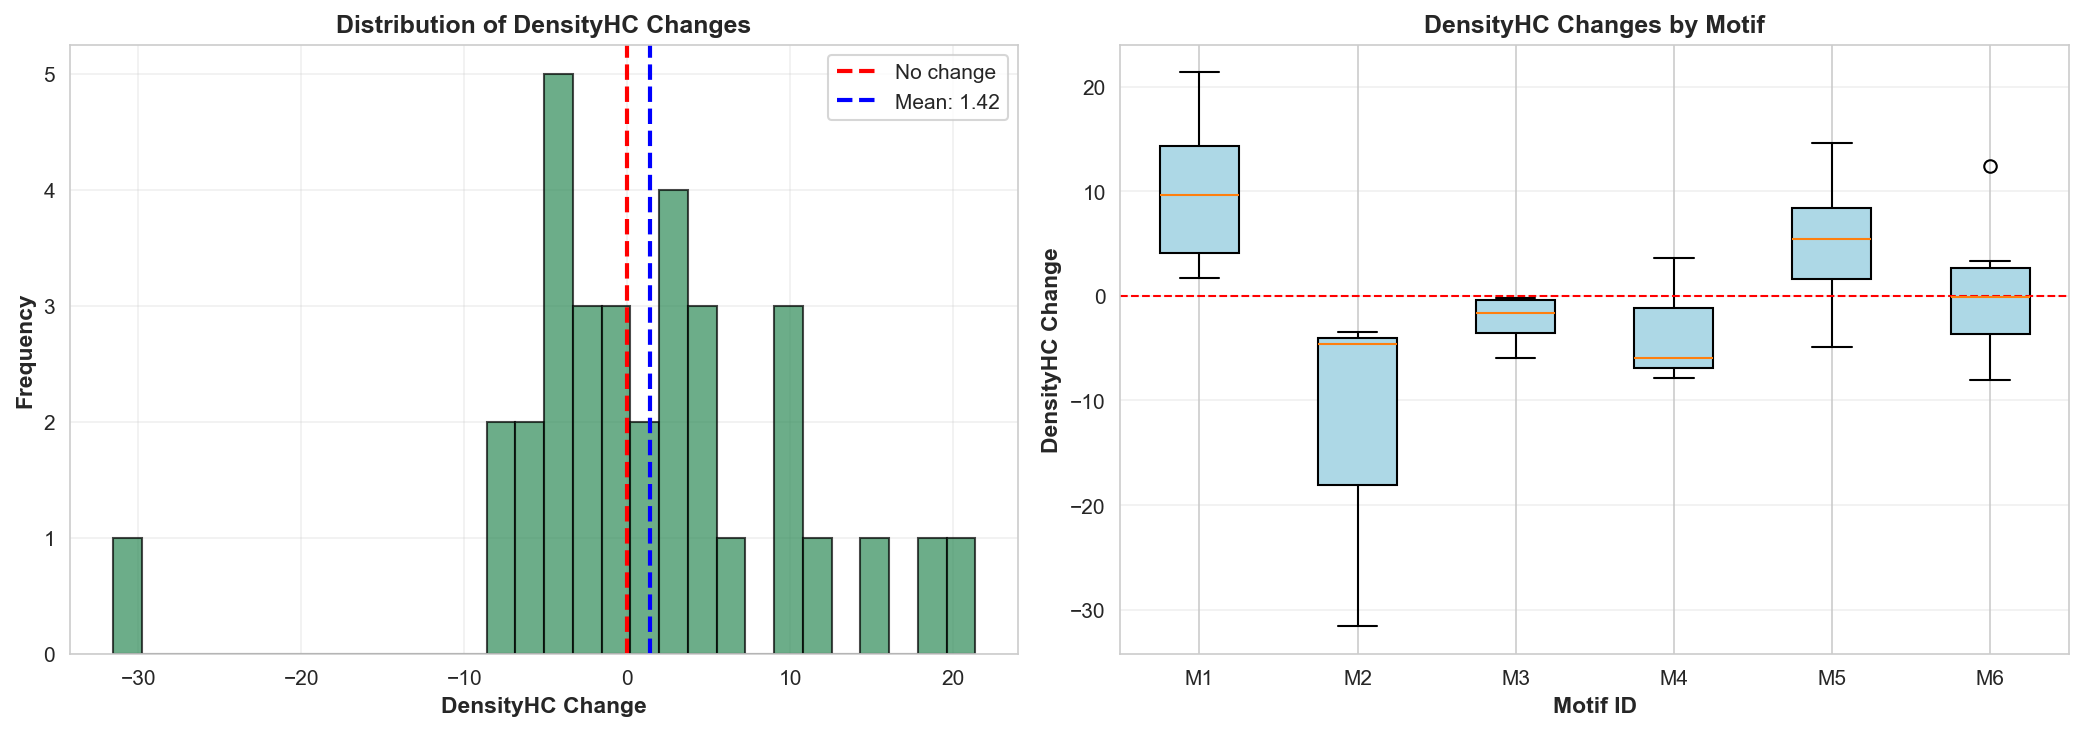 Distribution of DensityHC Changes
5
4
3
2
1
0
Frequency
−30 −20 −10 0 10 20
DensityHC Change
No change
Mean: 1.42
DensityHC Changes by Motif
20
10
0
−10
−20
−30
DensityHC Change
M1 M2 M3 M4 M5 M6
Motif ID